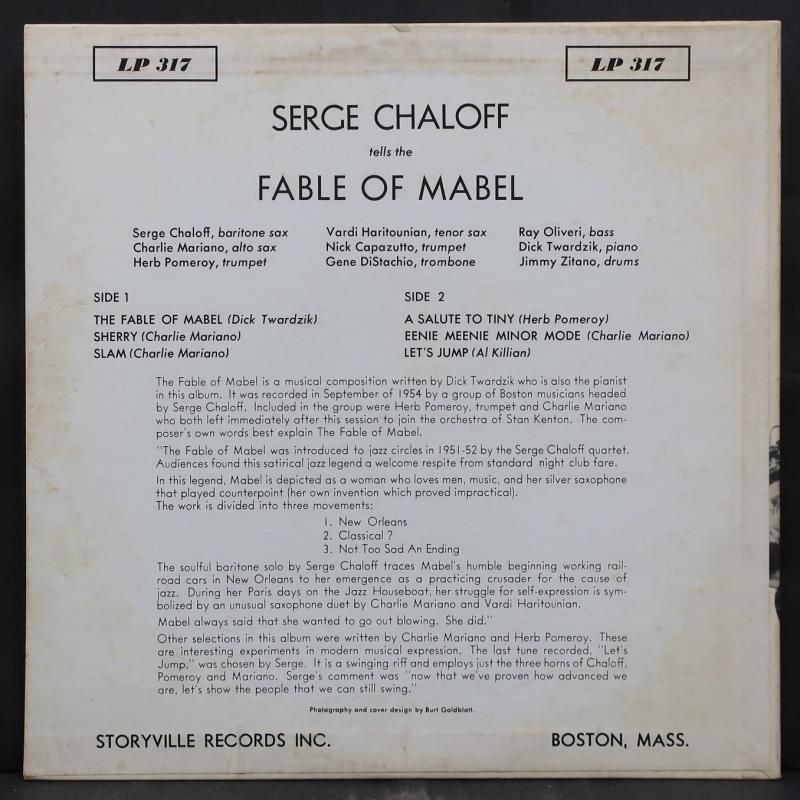 LP 317 LP 317
SERGE CHALOFF
tells the
FABLE OF MABEL
Serge Chaloff, baritone sax Vardi Haritounian, tenor sax Ray Oliveri, bass
Charlie Mariano, alto sax Nick Capazutto, trumpet Dick Twardzik, piano
Herb Pomeroy, trumpet Gene DiStachio, trombone Jimmy Zitano, drums
SIDE 1 SIDE 2
THE FABLE OF MABEL (Dick Twardzik) A SALUTE TO TINY (Herb Pomeroy)
SHERRY (Charlie Mariano) EENIE MEENIE MINOR MODE (Charlie Mariano)
SLAM (Charlie Mariano) LET'S JUMP (Al Killian)
The Fable of Mabel is a musical composition written by Dick Twardzik who is also the pianist
in this album. It was recorded in September of 1954 by a group of Boston musicians headed
by Serge Chaloff. Included in the group were Herb Pomeroy, trumpet and Charlie Mariano
who both left immediately after this session to join the orchestra of Stan Kenton. The com-
poser's own words best explain The Fable of Mabel.
"The Fable of Mabel was introduced to jazz circles in 1951-52 by the Serge Chaloff quartet.
Audiences found this satirical jazz legend a welcome respite from standard night club fare.
In this legend, Mabel is depicted as a woman who loves men, music, and her silver saxophone
that played counterpoint (her own invention which proved impractical).
The work is divided into three movements:
1. New Orleans
2. Classical ?
3. Not Too Sad An Ending
The soulful baritone solo by Serge Chaloff traces Mabel's humble beginning working rail-
road cars in New Orleans to her emergence as a practicing crusader for the cause of
jazz. During her Paris days on the Jazz Houseboat, her struggle for self-expression is sym-
bolized by an unusual saxophone duet by Charlie Mariano and Vardi Haritounian.
Mabel always said that she wanted to go out blowing. She did."
Other selections in this album were written by Charlie Mariano and Herb Pomeroy. These
are interesting experiments in modern musical expression. The last tune recorded, "Let's
Jump," was chosen by Serge. It is a swinging riff and employs just the three horns of Chaloff,
Pomeroy and Mariano. Serge's comment was "now that we've proven how advanced we
are, let's show the people that we can still swing."
Photography and cover design by Burt Goldblatt.
STORYVILLE RECORDS INC. BOSTON, MASS.